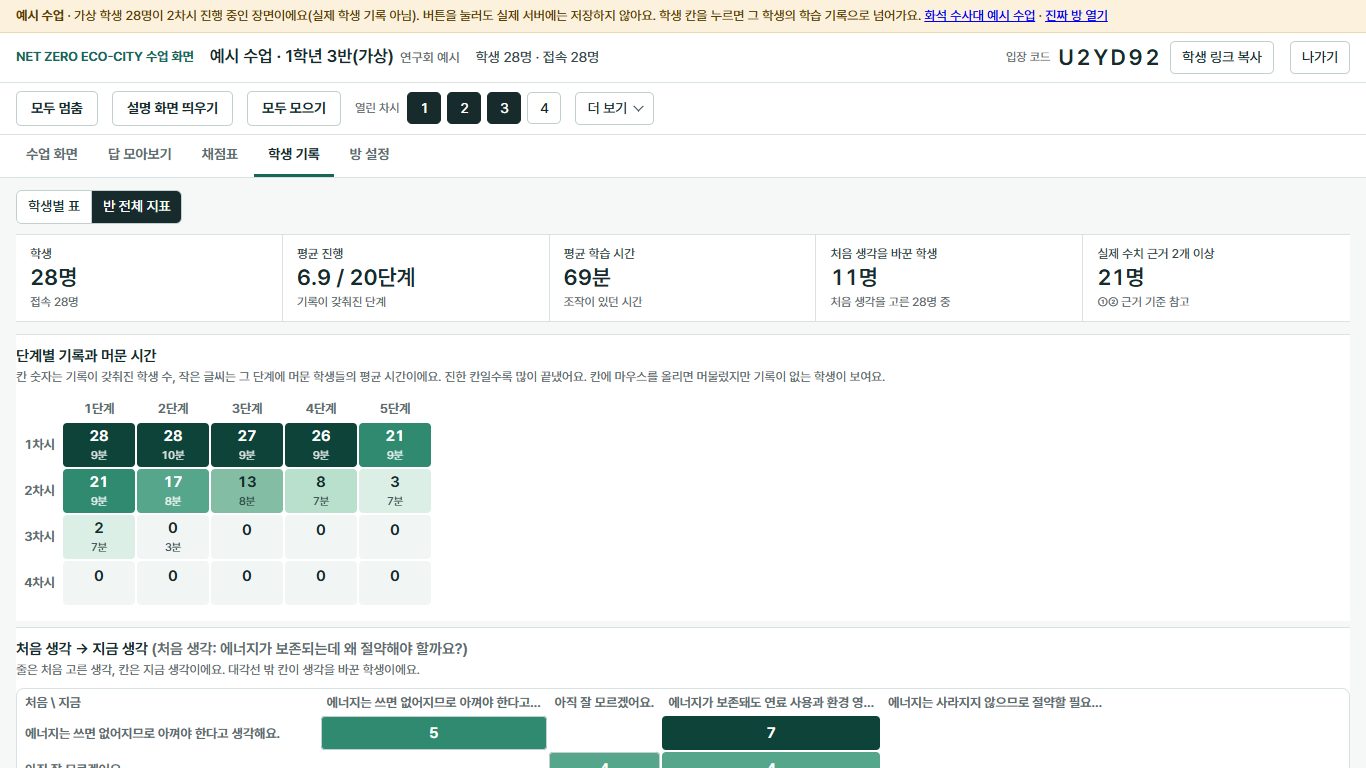 예시 수업 · 가상 학생 28명이 2차시 진행 중인 장면이에요(실제 학생 기록 아님). 버튼을 눌러도 실제 서버에는 저장하지 않아요. 학생 칸을 누르면 그 학생의 학습 기록으로 넘어가요. 화석 수사대 예시 수업 · 진짜 방 열기
NET ZERO ECO-CITY 수업 화면 예시 수업 · 1학년 3반(가상) 연구회 예시 학생 28명 · 접속 28명 입장 코드 U2YD92 학생 링크 복사 나가기
모두 멈춤 설명 화면 띄우기 모두 모으기 열린 차시 1 2 3 4 더 보기
수업 화면 답 모아보기 채점표 학생 기록 방 설정
학생별 표 반 전체 지표
학생 평균 진행 평균 학습 시간 처음 생각을 바꾼 학생 실제 수치 근거 2개 이상
28명 6.9 / 20단계 69분 11명 21명
접속 28명 기록이 갖춰진 단계 조작이 있던 시간 처음 생각을 고른 28명 중 ①② 근거 기준 참고
단계별 기록과 머문 시간
칸 숫자는 기록이 갖춰진 학생 수, 작은 글씨는 그 단계에 머문 학생들의 평균 시간이에요. 진한 칸일수록 많이 끝냈어요. 칸에 마우스를 올리면 머물렀지만 기록이 없는 학생이 보여요.
1단계 2단계 3단계 4단계 5단계
1차시 28 28 27 26 21
9분 10분 9분 9분 9분
2차시 21 17 13 8 3
9분 8분 8분 7분 7분
3차시 2 0 0 0 0
7분 3분
4차시 0 0 0 0 0
처음 생각 → 지금 생각 (처음 생각: 에너지가 보존되는데 왜 절약해야 할까요?)
줄은 처음 고른 생각, 칸은 지금 생각이에요. 대각선 밖 칸이 생각을 바꾼 학생이에요.
처음 \ 지금 에너지는 쓰면 없어지므로 아껴야 한다고... 아직 잘 모르겠어요. 에너지가 보존돼도 연료 사용과 환경 영... 에너지는 사라지지 않으므로 절약할 필요...
에너지는 쓰면 없어지므로 아껴야 한다고 생각해요. 5 7